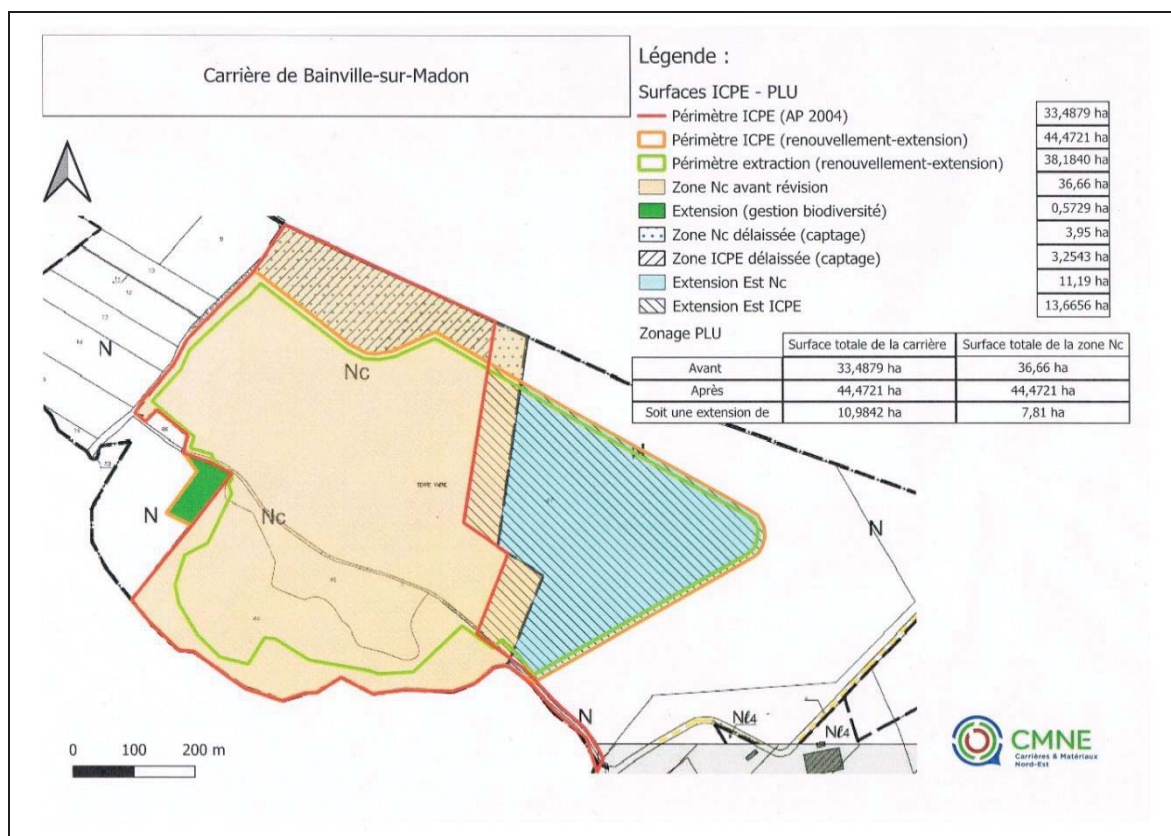 Carrière de Bainville-sur-Madon
Légende :
Surfaces ICPE - PLU
Périmètre ICPE (AP 2004) 33,4879 ha
Périmètre ICPE (renouvellement-extension) 44,4721 ha
Périmètre extraction (renouvellement-extension) 38,1840 ha
Zone Nc avant révision 36,66 ha
Extension (gestion biodiversité) 0,5729 ha
Zone Nc délaissée (captage) 3,95 ha
Zone ICPE délaissée (captage) 3,2543 ha
Extension Est Nc 11,19 ha
Extension Est ICPE 13,6656 ha
Zonage PLU
Surface totale de la carrière Surface totale de la zone Nc
Avant 33,4879 ha 36,66 ha
Après 44,4721 ha 44,4721 ha
Soit une extension de 10,9842 ha 7,81 ha
N
Nc
N
Nc
N
N
Nℓ4
Nℓ4
0 100 200 m
CMNE
Carrières & Matériaux
Nord-Est